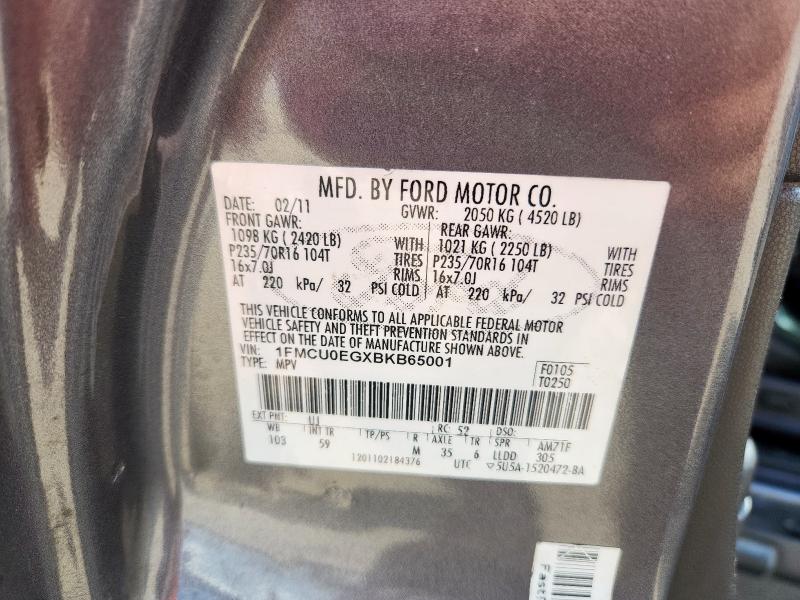 MFD. BY FORD MOTOR CO.
DATE: 02/11 GVWR: 2050 KG ( 4520 LB)
FRONT GAWR: REAR GAWR:
1098 KG ( 2420 LB) WITH 1021 KG ( 2250 LB) WITH
P235/70R16 104T TIRES P235/70R16 104T TIRES
16x7.0J RIMS 16x7.0J RIMS
AT 220 kPa/ 32 PSI COLD AT 220 kPa/ 32 PSI COLD
THIS VEHICLE CONFORMS TO ALL APPLICABLE FEDERAL MOTOR
VEHICLE SAFETY AND THEFT PREVENTION STANDARDS IN
EFFECT ON THE DATE OF MANUFACTURE SHOWN ABOVE.
VIN: 1FMCU0EGXBKB65001
TYPE: MPV
F0105
T0250
EXT PNT: UJ RC: 52 DSO:
WB INT TR TP/PS R AXLE TR SPR AM71F
103 59 M 35 6 LLDD 305
1201102184376 UTC 5U5A-1520472-BA
Fastr